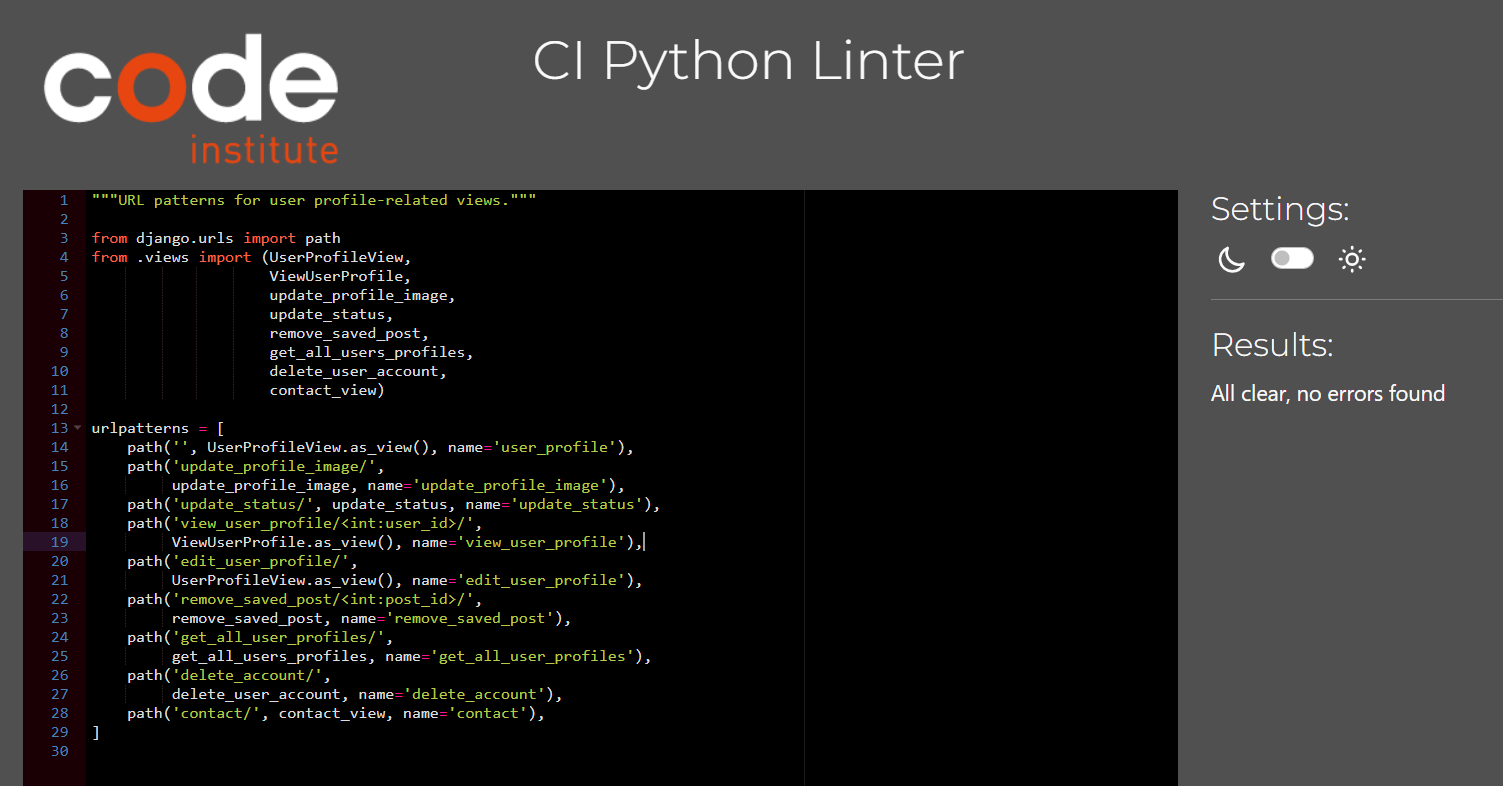 code
institute
CI Python Linter
1 """URL patterns for user profile-related views."""
2
3 from django.urls import path
4 from .views import (UserProfileView,
5                     ViewUserProfile,
6                     update_profile_image,
7                     update_status,
8                     remove_saved_post,
9                     get_all_users_profiles,
10                     delete_user_account,
11                     contact_view)
12
13 urlpatterns = [
14     path('', UserProfileView.as_view(), name='user_profile'),
15     path('update_profile_image/',
16          update_profile_image, name='update_profile_image'),
17     path('update_status/', update_status, name='update_status'),
18     path('view_user_profile/<int:user_id>/',
19          ViewUserProfile.as_view(), name='view_user_profile'),
20     path('edit_user_profile/',
21          UserProfileView.as_view(), name='edit_user_profile'),
22     path('remove_saved_post/<int:post_id>/',
23          remove_saved_post, name='remove_saved_post'),
24     path('get_all_user_profiles/',
25          get_all_users_profiles, name='get_all_user_profiles'),
26     path('delete_account/',
27          delete_user_account, name='delete_account'),
28     path('contact/', contact_view, name='contact'),
29 ]
30
Settings:
Results:
All clear, no errors found